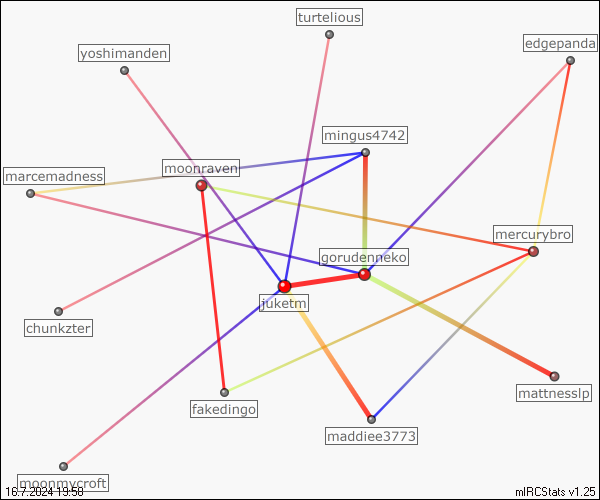 turtelious
edgepanda
yoshimanden
mingus4742
moonraven
marcemadness
mercurybro
gorudenneko
juketm
chunkzter
mattnesslp
fakedingo
maddiee3773
moonmycroft
16.7.2024 19:58
mIRCStats v1.25